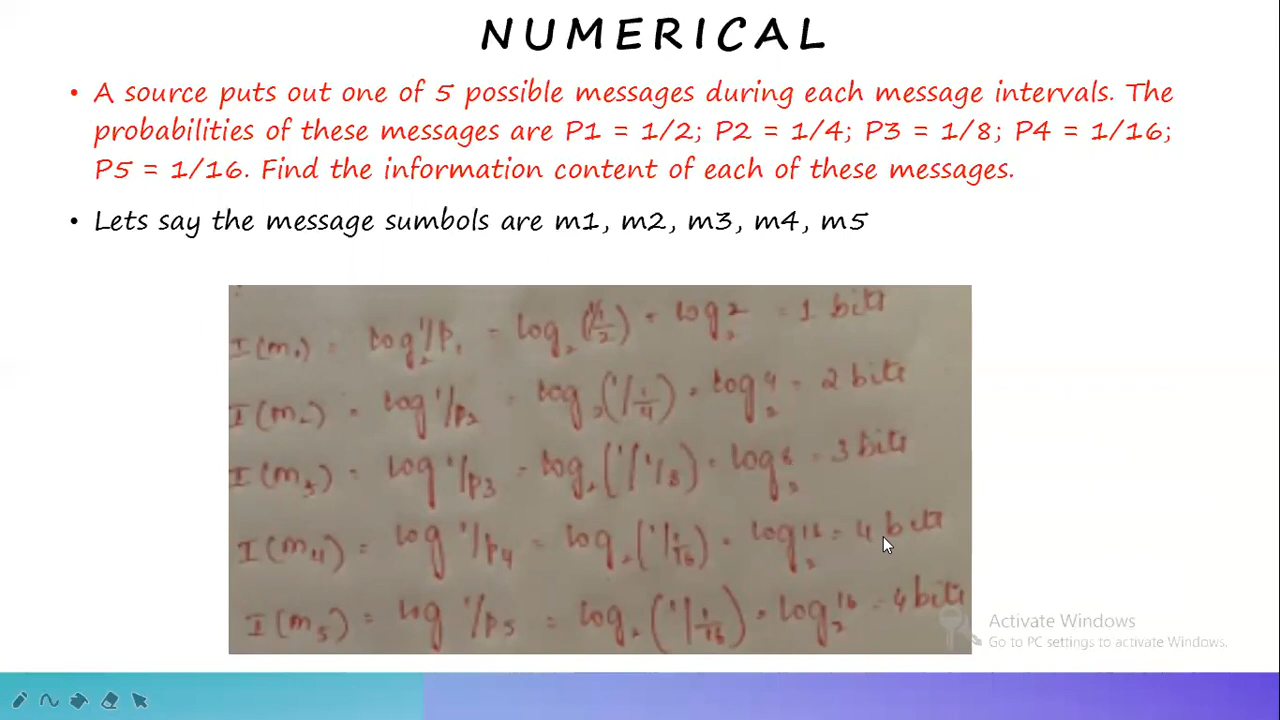 NUMERICAL
• A source puts out one of 5 possible messages during each message intervals. The
probabilities of these messages are P1 = 1/2; P2 = 1/4; P3 = 1/8; P4 = 1/16;
P5 = 1/16. Find the information content of each of these messages.
• Lets say the message sumbols are m1, m2, m3, m4, m5
I(m₁) = log₂ 1/P₁ = log₂ (1/1/2) = log₂ 2 = 1 bits
I(m₂) = log 1/P₂ = log₂ (1/1/4) = log₂ 4 = 2 bits
I(m₃) = log 1/P₃ = log₂ (1/1/8) = log₂ 8 = 3 bits
I(m₄) = log 1/P₄ = log₂ (1/1/16) = log₂ 16 = 4 bits
I(m₅) = log 1/P₅ = log₂ (1/1/16) = log₂ 16 = 4 bits
Activate Windows
Go to PC settings to activate Windows.